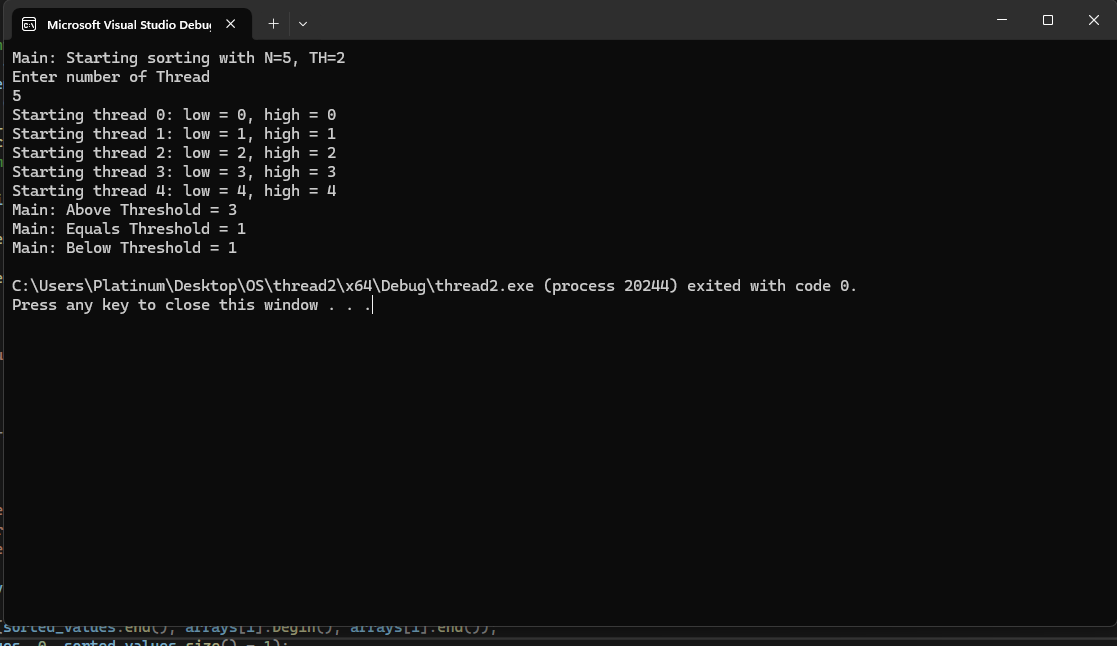 Microsoft Visual Studio Debug
Main: Starting sorting with N=5, TH=2
Enter number of Thread
5
Starting thread 0: low = 0, high = 0
Starting thread 1: low = 1, high = 1
Starting thread 2: low = 2, high = 2
Starting thread 3: low = 3, high = 3
Starting thread 4: low = 4, high = 4
Main: Above Threshold = 3
Main: Equals Threshold = 1
Main: Below Threshold = 1
C:\Users\Platinum\Desktop\OS\thread2\x64\Debug\thread2.exe (process 20244) exited with code 0.
Press any key to close this window . . .
sorted_values.end(), arrays[i].begin(), arrays[i].end());
0, sorted_values.size() - 1);